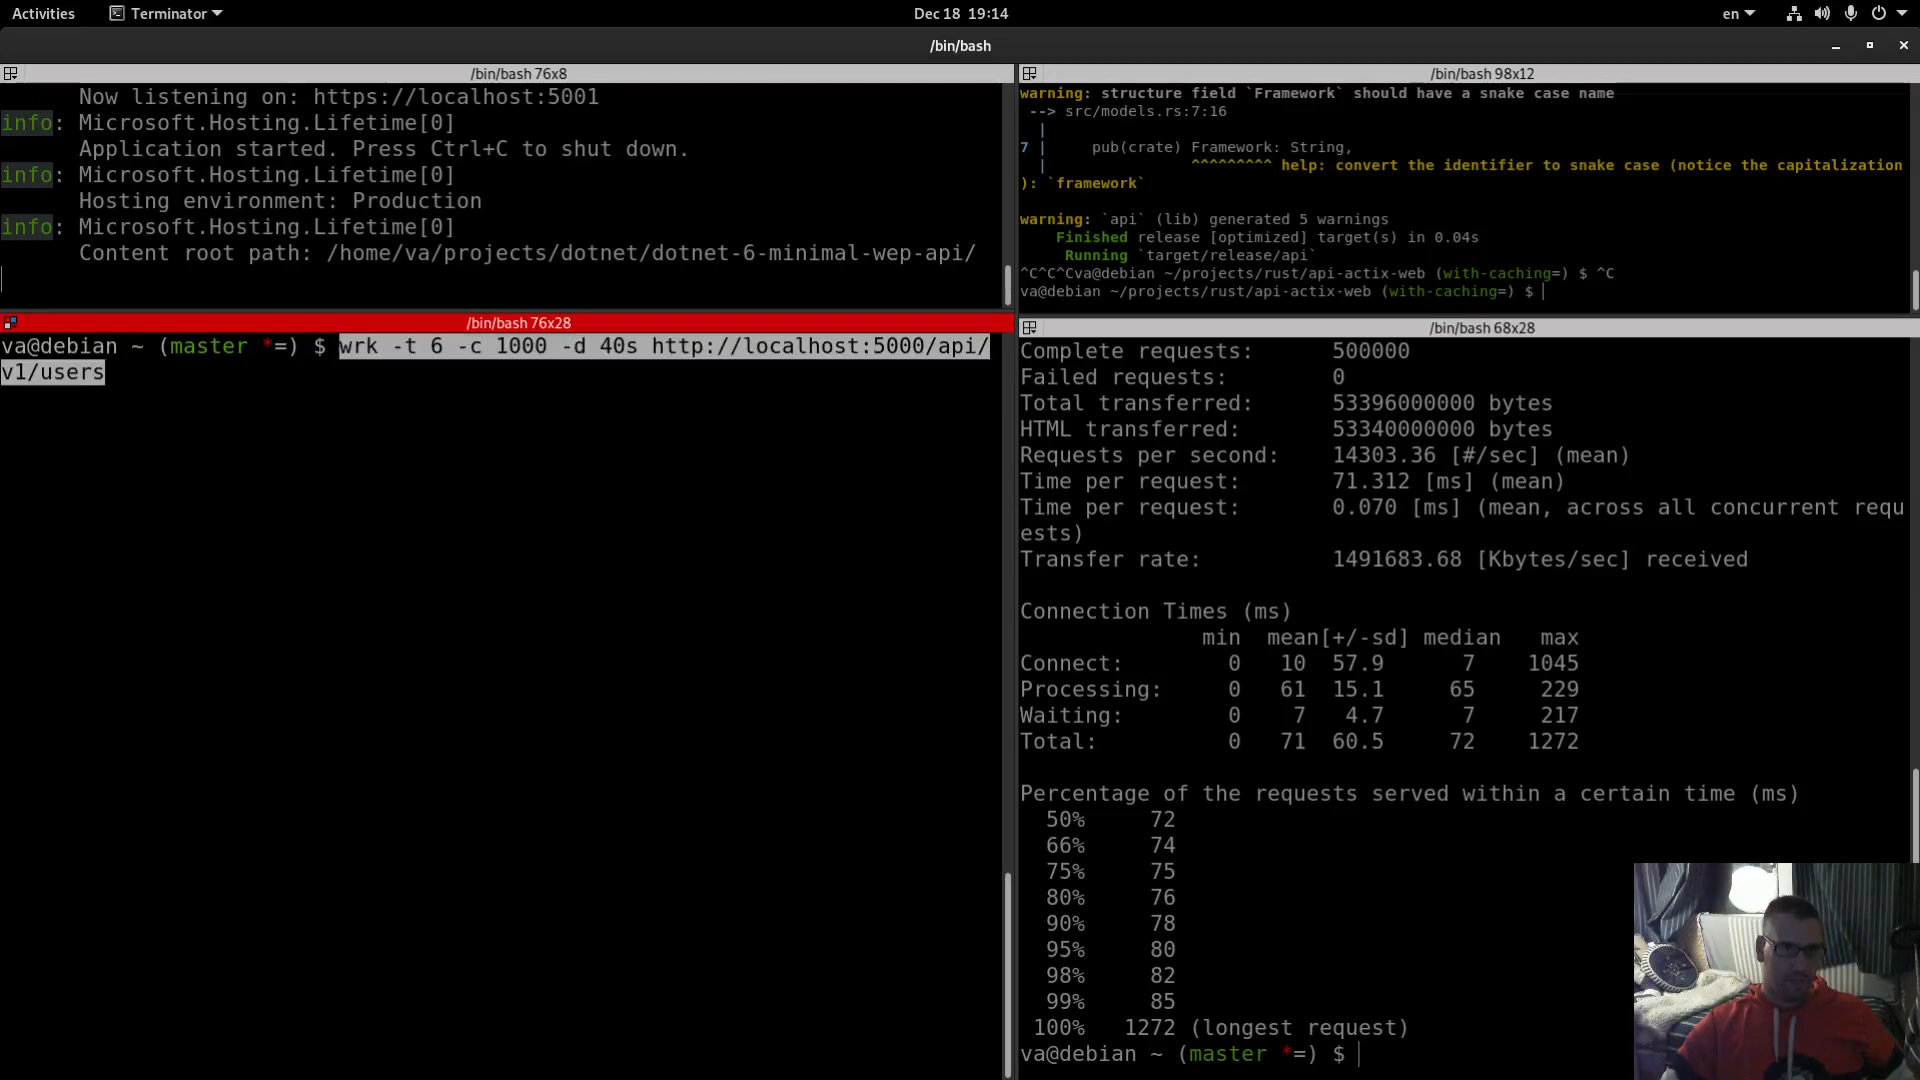 Activities Terminator Dec 18 19:14 en
/bin/bash
/bin/bash 76x8
Now listening on: https://localhost:5001
info: Microsoft.Hosting.Lifetime[0]
Application started. Press Ctrl+C to shut down.
info: Microsoft.Hosting.Lifetime[0]
Hosting environment: Production
info: Microsoft.Hosting.Lifetime[0]
Content root path: /home/va/projects/dotnet/dotnet-6-minimal-wep-api/
/bin/bash 76x28
va@debian ~ (master *=) $ wrk -t 6 -c 1000 -d 40s http://localhost:5000/api/
v1/users
/bin/bash 98x12
warning: structure field `Framework` should have a snake case name
--> src/models.rs:7:16
|
7 | pub(crate) Framework: String,
| ^^^^^^^^^ help: convert the identifier to snake case (notice the capitalization
): `framework`
warning: `api` (lib) generated 5 warnings
Finished release [optimized] target(s) in 0.04s
Running `target/release/api`
^C^C^Cva@debian ~/projects/rust/api-actix-web (with-caching=) $ ^C
va@debian ~/projects/rust/api-actix-web (with-caching=) $
/bin/bash 68x28
Complete requests: 500000
Failed requests: 0
Total transferred: 53396000000 bytes
HTML transferred: 53340000000 bytes
Requests per second: 14303.36 [#/sec] (mean)
Time per request: 71.312 [ms] (mean)
Time per request: 0.070 [ms] (mean, across all concurrent requ
ests)
Transfer rate: 1491683.68 [Kbytes/sec] received
Connection Times (ms)
min mean[+/-sd] median max
Connect: 0 10 57.9 7 1045
Processing: 0 61 15.1 65 229
Waiting: 0 7 4.7 7 217
Total: 0 71 60.5 72 1272
Percentage of the requests served within a certain time (ms)
50% 72
66% 74
75% 75
80% 76
90% 78
95% 80
98% 82
99% 85
100% 1272 (longest request)
va@debian ~ (master *=) $